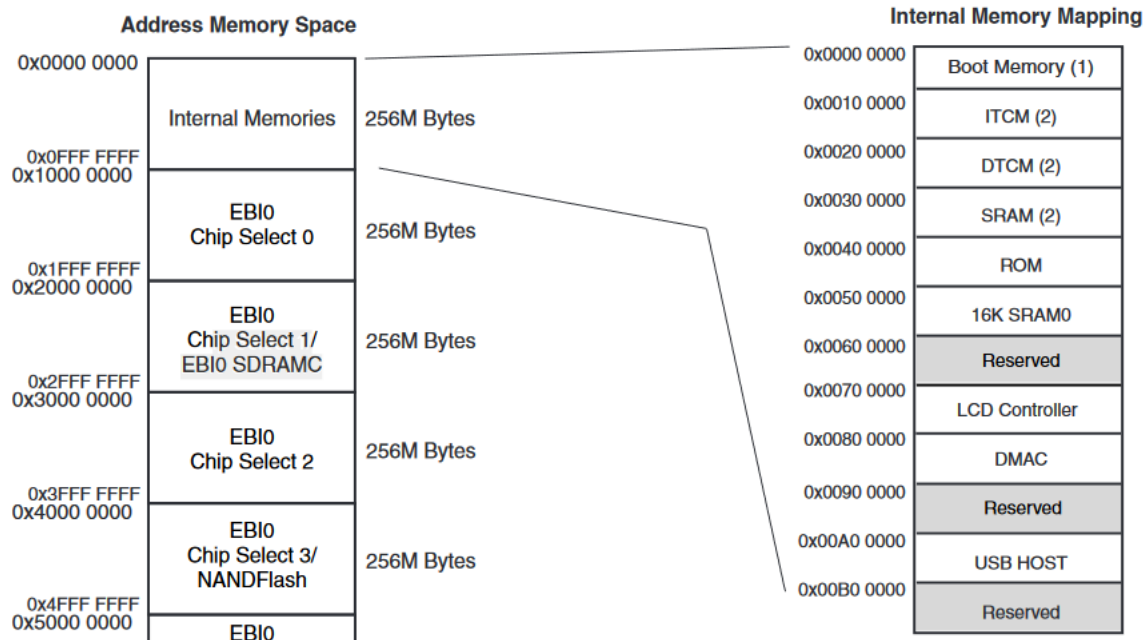 Address Memory Space
0x0000 0000
Internal Memories
256M Bytes
0x0FFF FFFF
0x1000 0000
EBI0
Chip Select 0
256M Bytes
0x1FFF FFFF
0x2000 0000
EBI0
Chip Select 1/
EBI0 SDRAMC
256M Bytes
0x2FFF FFFF
0x3000 0000
EBI0
Chip Select 2
256M Bytes
0x3FFF FFFF
0x4000 0000
EBI0
Chip Select 3/
NANDFlash
256M Bytes
0x4FFF FFFF
0x5000 0000
EBI0
Internal Memory Mapping
0x0000 0000
Boot Memory (1)
0x0010 0000
ITCM (2)
0x0020 0000
DTCM (2)
0x0030 0000
SRAM (2)
0x0040 0000
ROM
0x0050 0000
16K SRAM0
0x0060 0000
Reserved
0x0070 0000
LCD Controller
0x0080 0000
DMAC
0x0090 0000
Reserved
0x00A0 0000
USB HOST
0x00B0 0000
Reserved